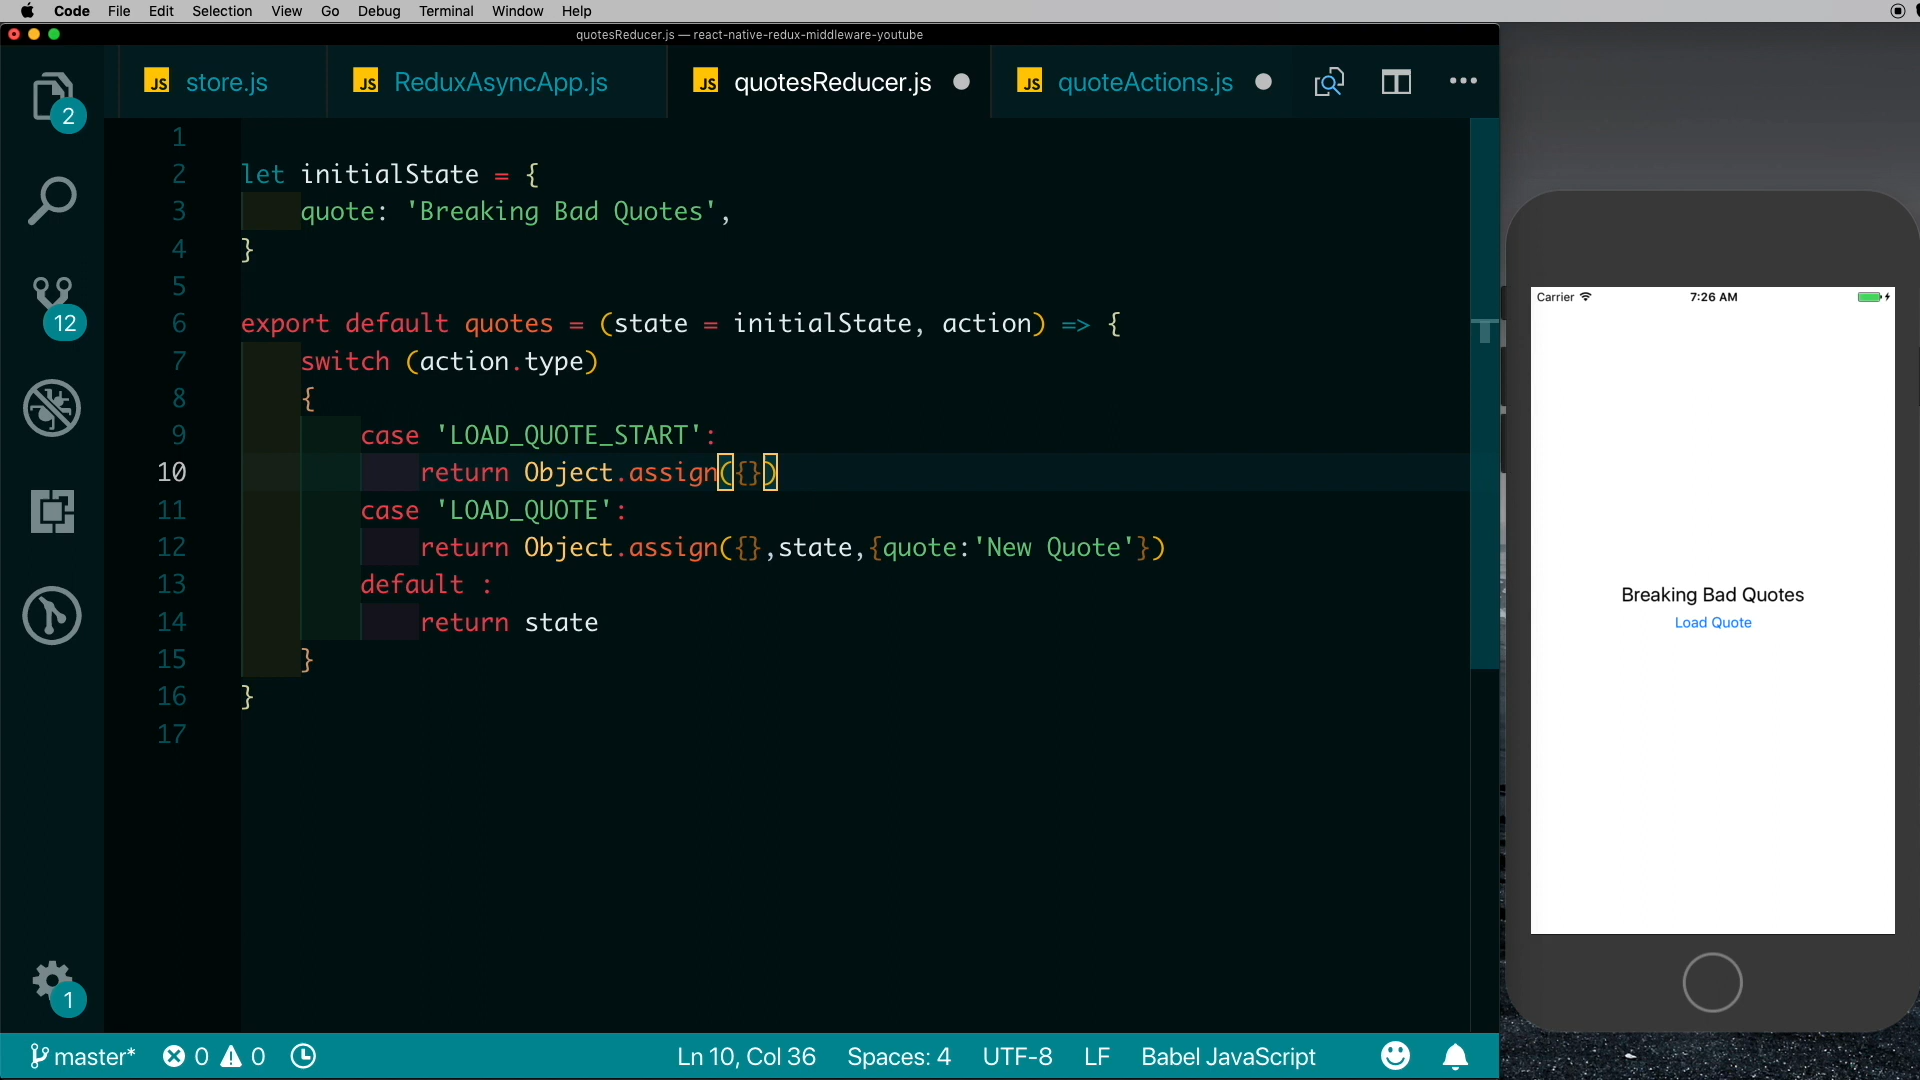 Code File Edit Selection View Go Debug Terminal Window Help
quotesReducer.js — react-native-redux-middleware-youtube
JS store.js JS ReduxAsyncApp.js JS quotesReducer.js JS quoteActions.js
2
12
1
1
2 let initialState = {
3 quote: 'Breaking Bad Quotes',
4 }
5
6 export default quotes = (state = initialState, action) => {
7 switch (action.type)
8 {
9 case 'LOAD_QUOTE_START':
10 return Object.assign({})
11 case 'LOAD_QUOTE':
12 return Object.assign({},state,{quote:'New Quote'})
13 default :
14 return state
15 }
16 }
17
master* 0 0 Ln 10, Col 36 Spaces: 4 UTF-8 LF Babel JavaScript
Carrier 7:26 AM
Breaking Bad Quotes
Load Quote